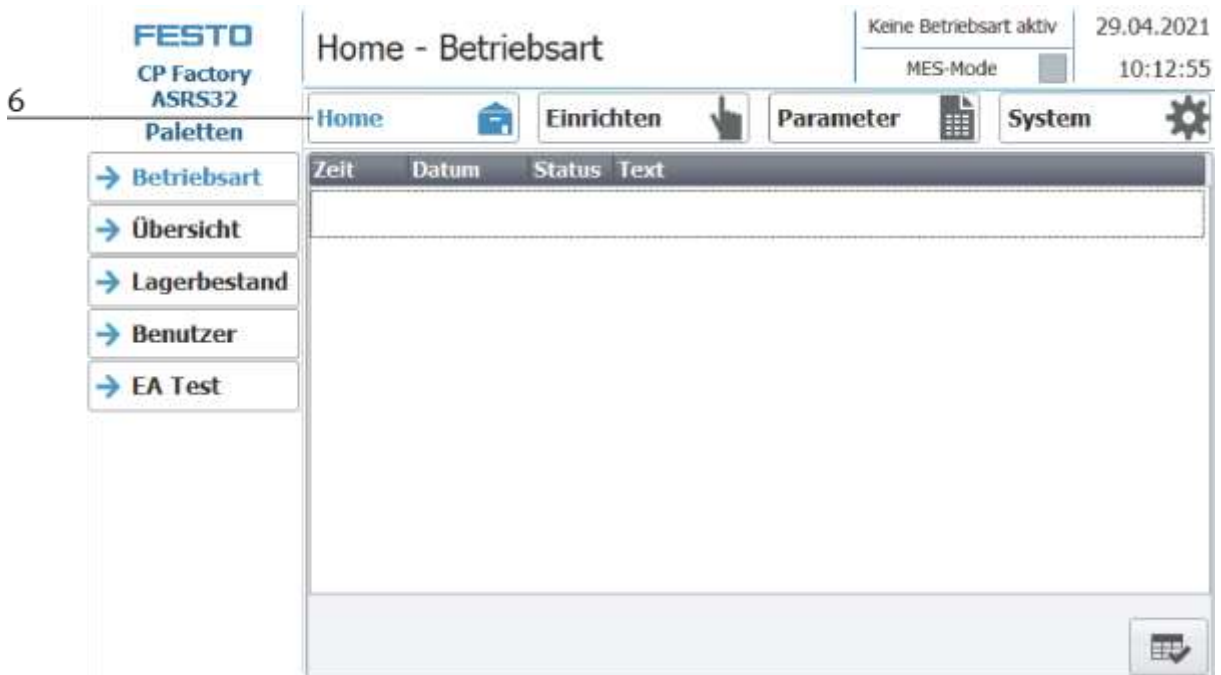 FESTO
CP Factory
ASRS32
Paletten
Home - Betriebsart
Keine Betriebsart aktiv
MES-Mode
29.04.2021
10:12:55
6
Home
Einrichten
Parameter
System
Betriebsart
Übersicht
Lagerbestand
Benutzer
EA Test
Zeit Datum Status Text